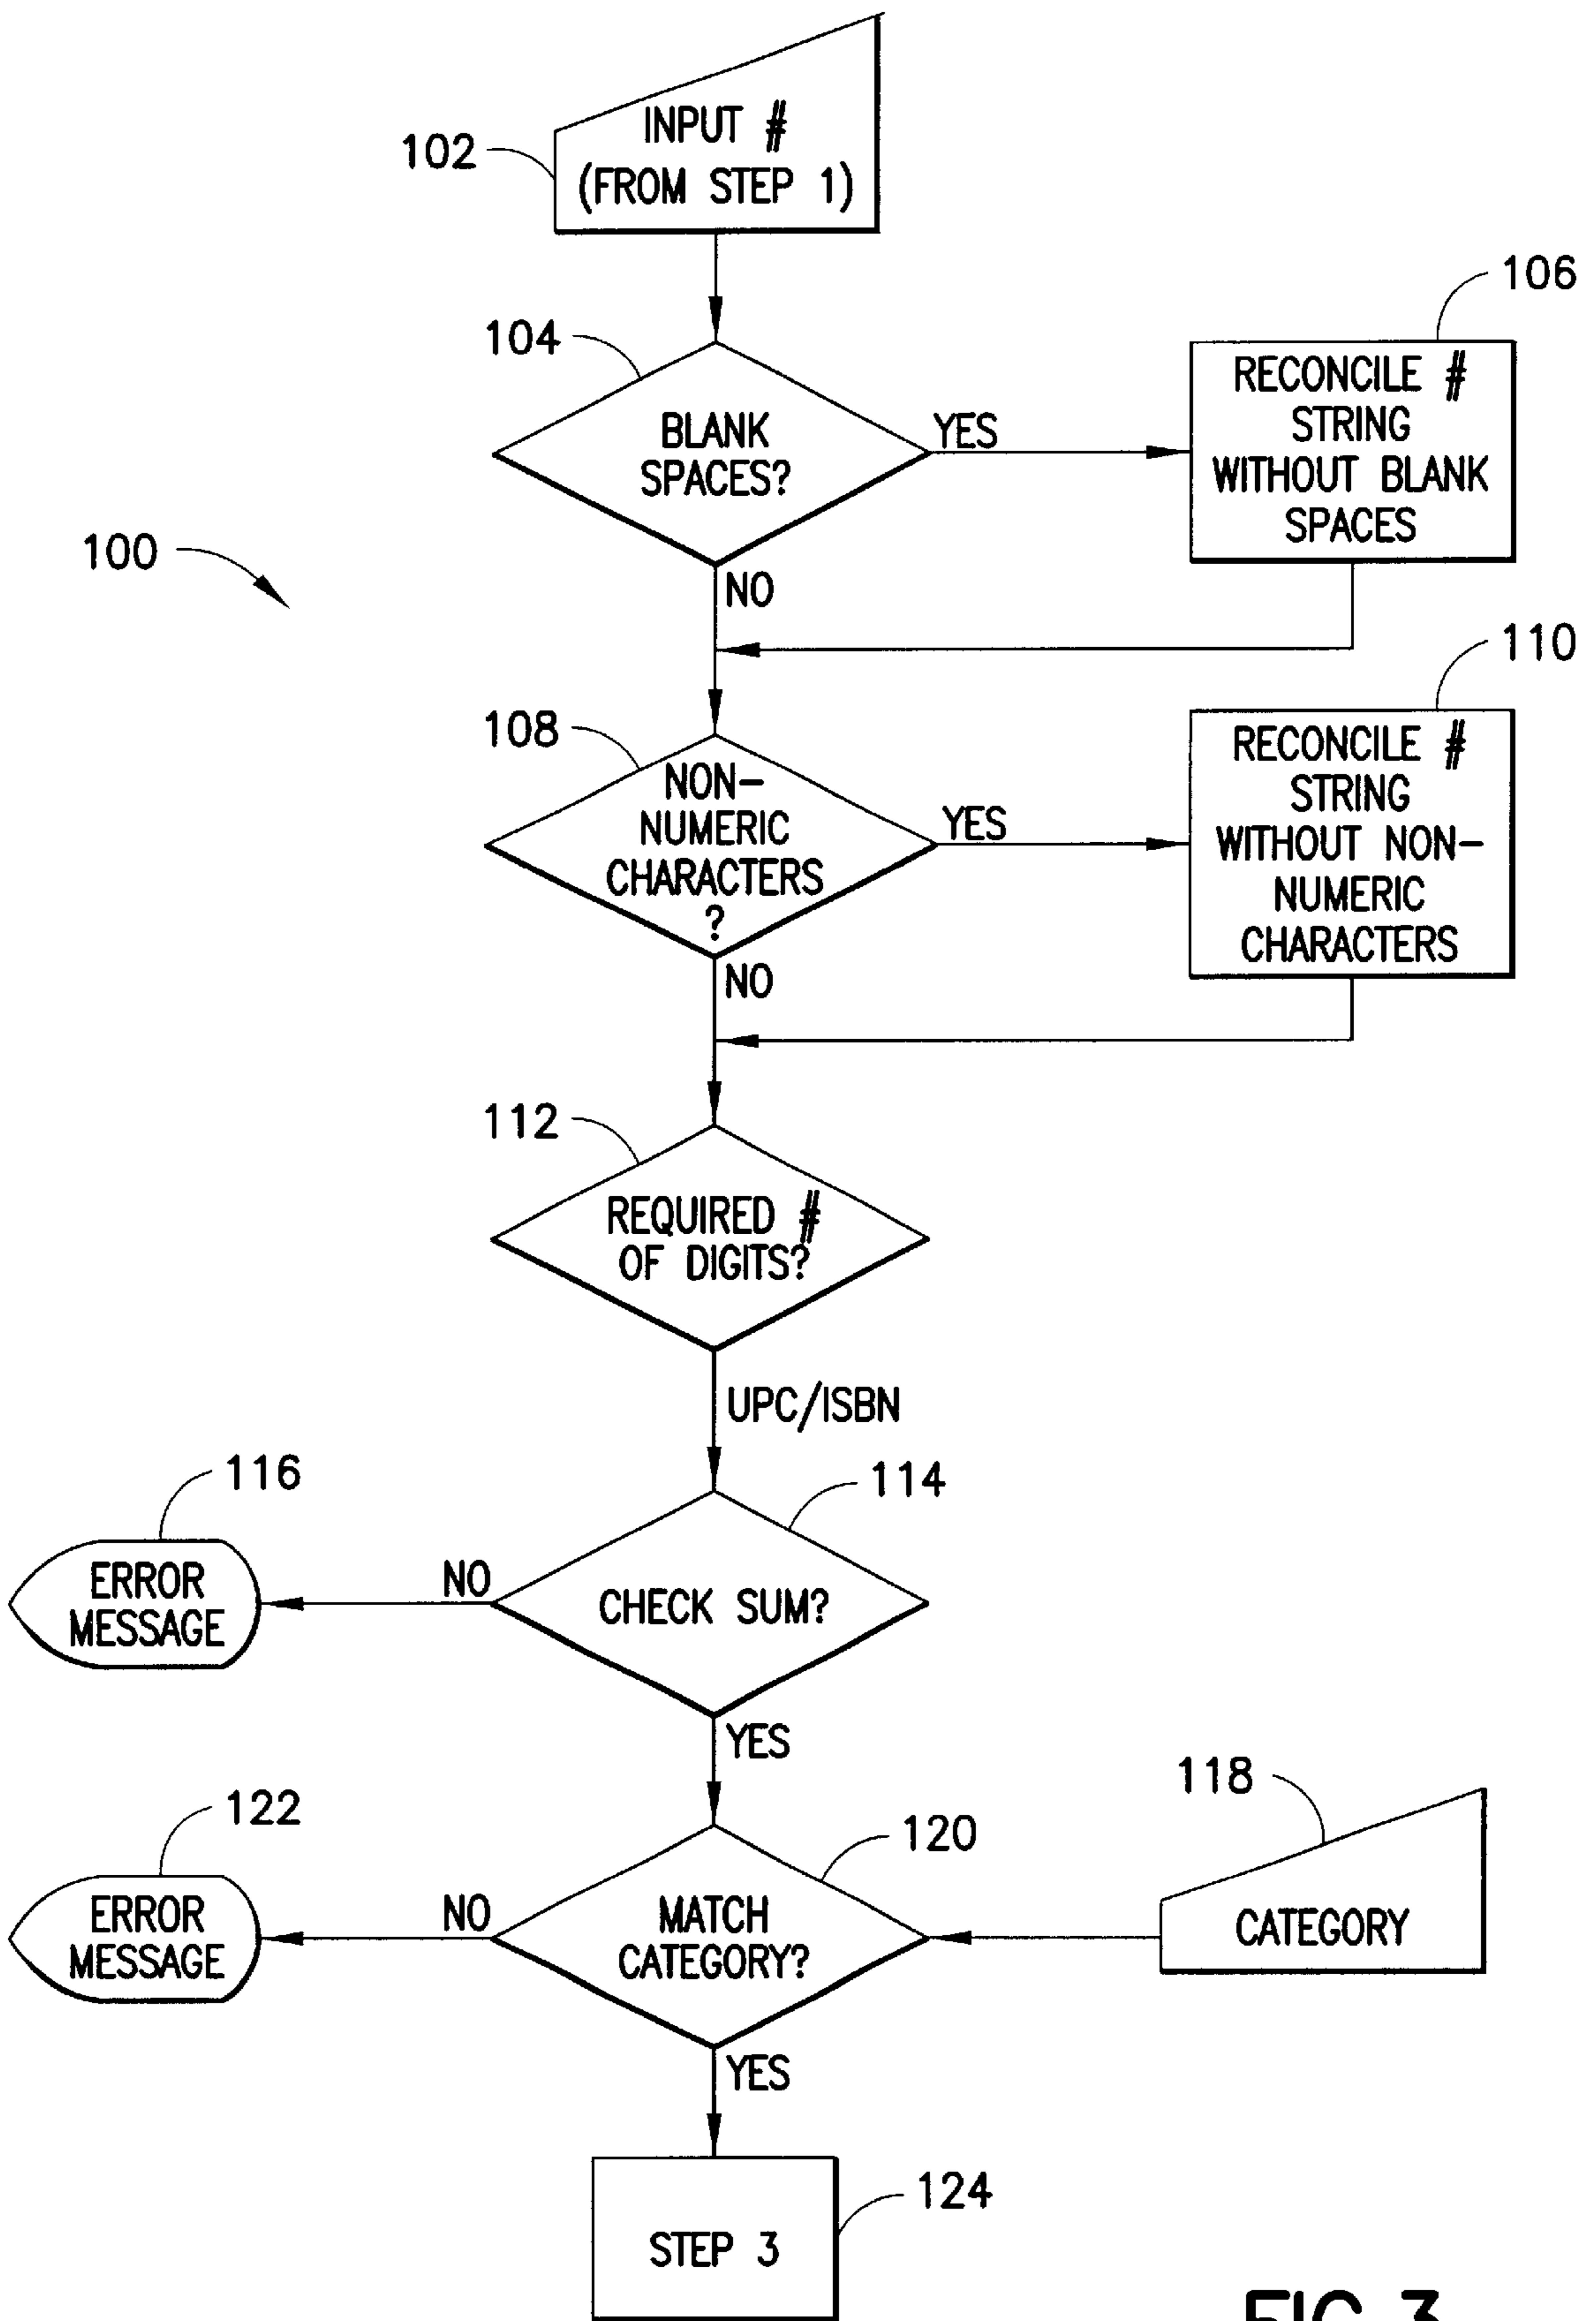 INPUT #
(FROM STEP 1)
102
106
104
BLANK
SPACES?
YES
RECONCILE #
STRING
WITHOUT BLANK
SPACES
100
NO
110
108
NON-
NUMERIC
CHARACTERS
?
YES
RECONCILE #
STRING
WITHOUT NON-
NUMERIC
CHARACTERS
NO
112
REQUIRED #
OF DIGITS?
UPC/ISBN
116
114
ERROR
MESSAGE
NO
CHECK SUM?
YES
118
122
120
ERROR
MESSAGE
NO
MATCH
CATEGORY?
CATEGORY
YES
124
STEP 3
FIG.3